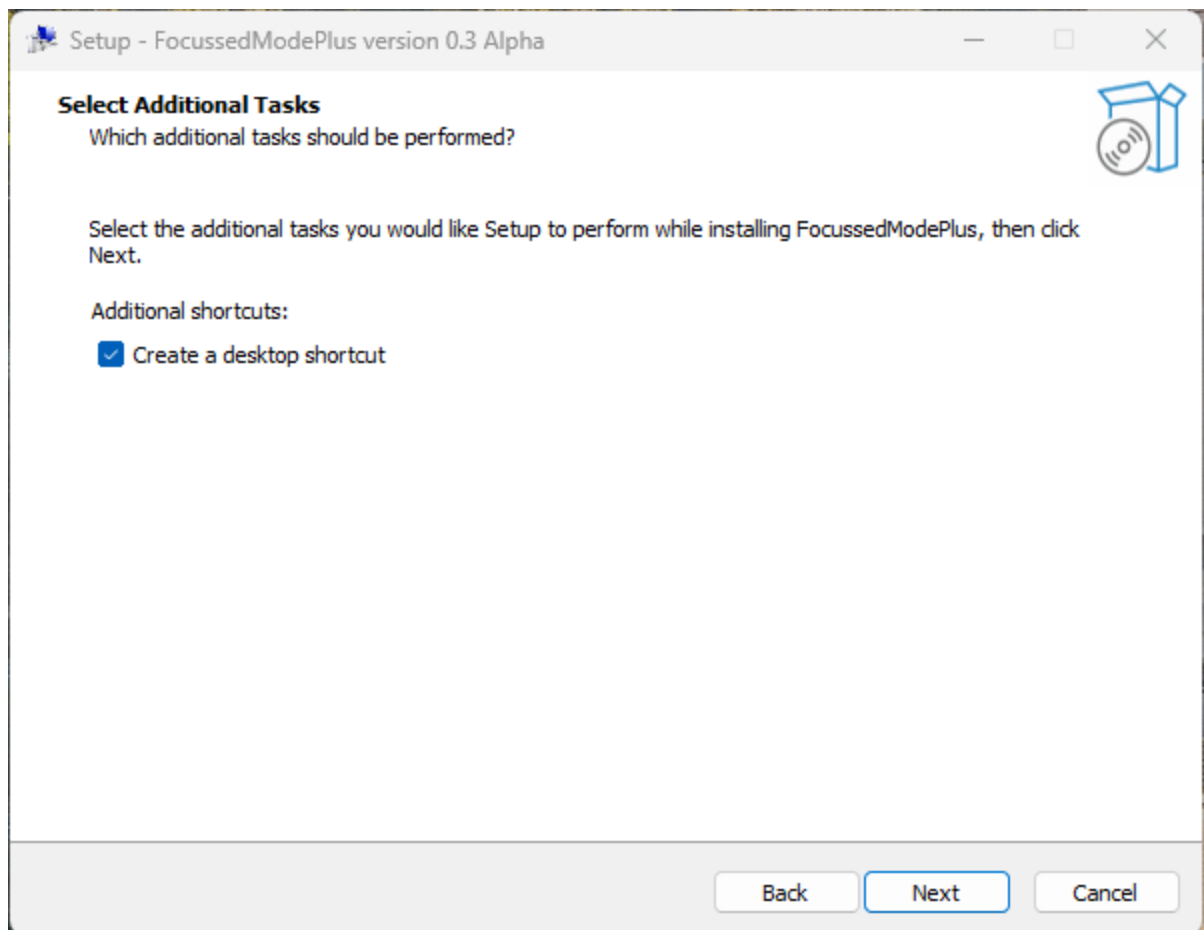 Setup - FocussedModePlus version 0.3 Alpha
Select Additional Tasks
Which additional tasks should be performed?
Select the additional tasks you would like Setup to perform while installing FocussedModePlus, then click
Next.
Additional shortcuts:
Create a desktop shortcut
Back
Next
Cancel